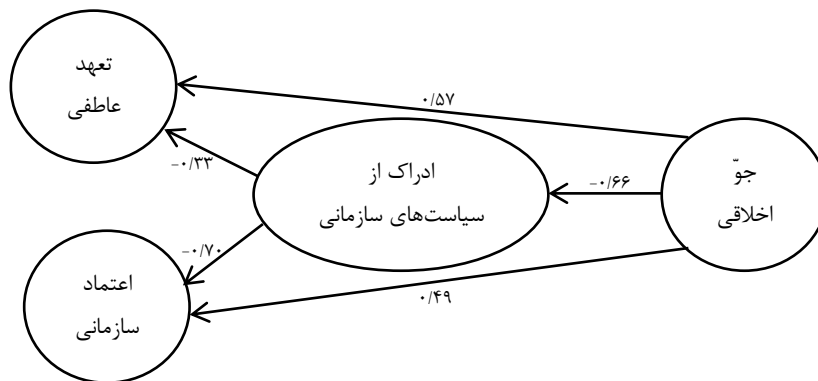 تعهد
عاطفی
۰/۵۷
ادراک از
سیاست‌های سازمانی
جوّ
اخلاقی
-۰/۳۳
-۰/۶۶
-۰/۷۰
اعتماد
سازمانی
۰/۴۹